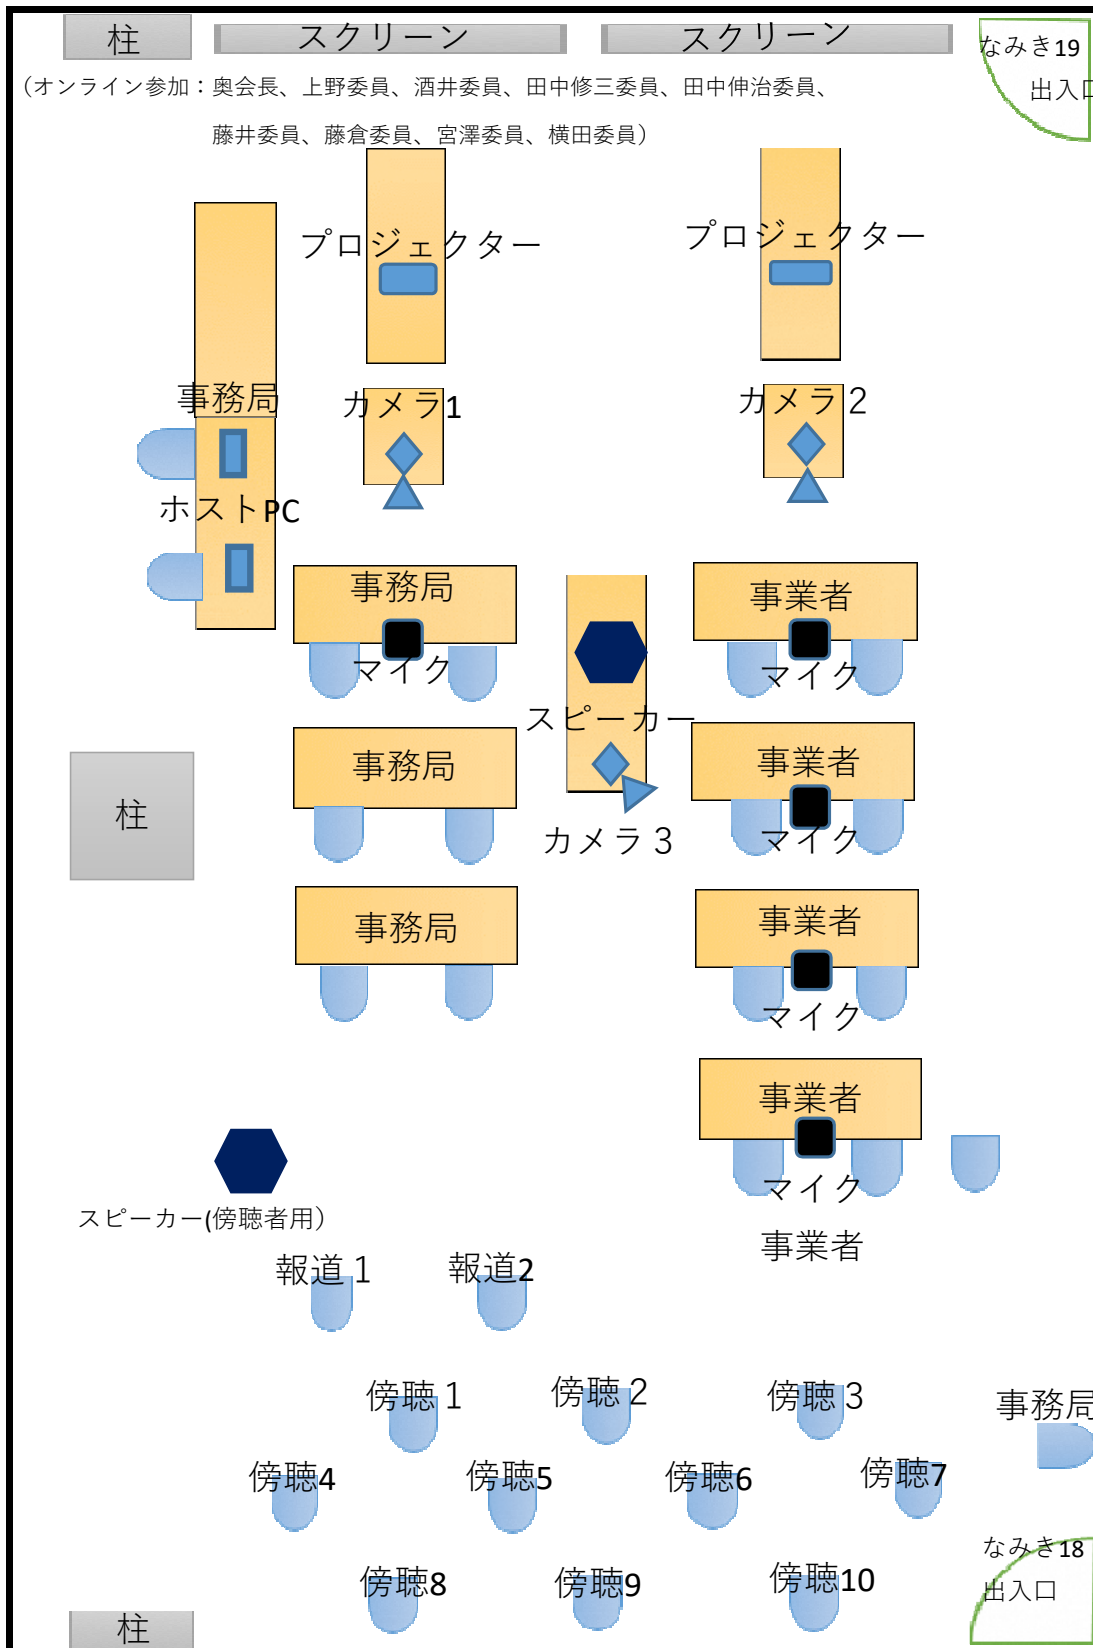 柱
スクリーン
スクリーン
なみき19
出入口
（オンライン参加：奥会長、上野委員、酒井委員、田中修三委員、田中伸治委員、
藤井委員、藤倉委員、宮澤委員、横田委員）
プロジェクター
プロジェクター
事務局
カメラ1
カメラ２
ホストPC
事務局
事業者
マイク
マイク
スピーカー
事務局
事業者
柱
カメラ３
マイク
事務局
事業者
マイク
事業者
マイク
スピーカー(傍聴者用）
事業者
報道１
報道2
傍聴１
傍聴２
傍聴３
事務局
傍聴4
傍聴5
傍聴6
傍聴7
なみき18
出入口
傍聴8
傍聴9
傍聴10
柱